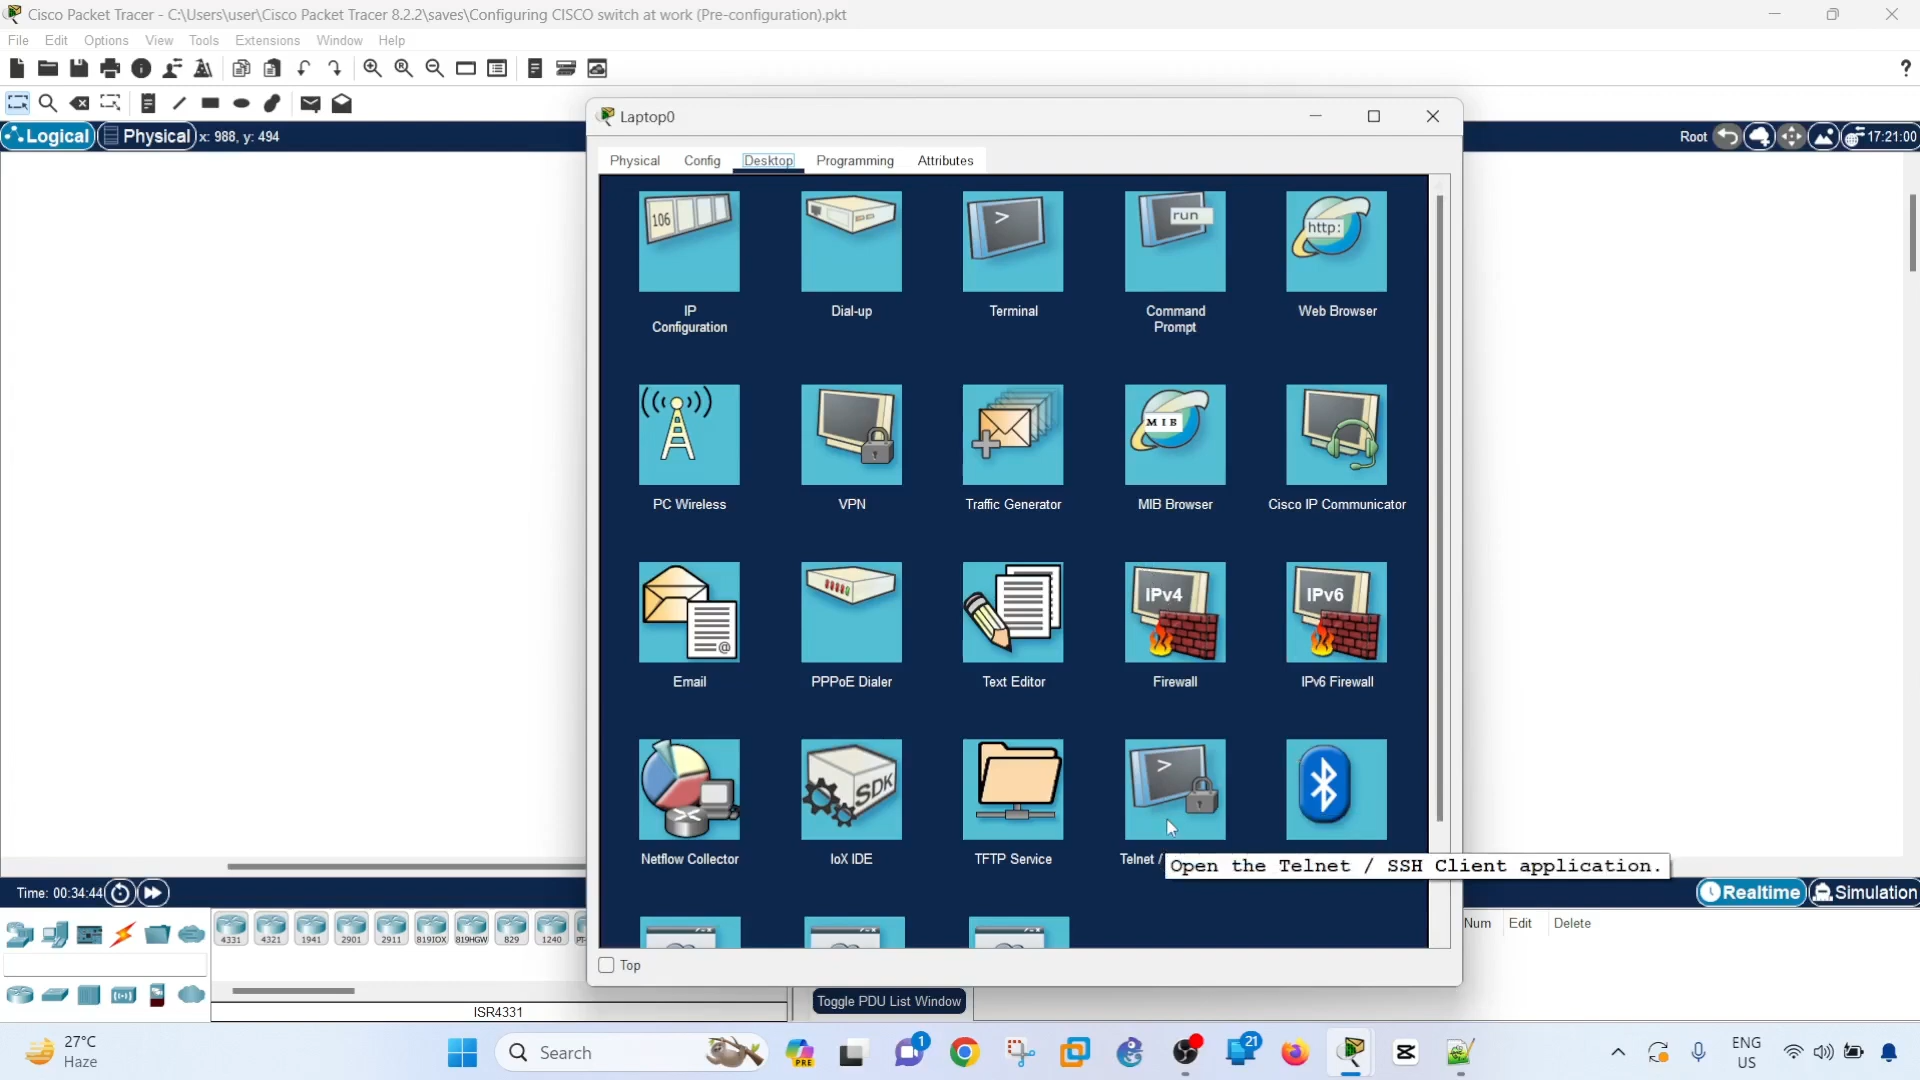 Cisco Packet Tracer - C:\Users\user\Cisco Packet Tracer 8.2.2\saves\Configuring CISCO switch at work (Pre-configuration).pkt
File Edit Options View Tools Extensions Window Help
?
Logical Physical x: 988, y: 494
Root 17:21:00
Laptop0
Physical Config Desktop Programming Attributes
106
>
run
http:
IP
Configuration
Dial-up
Terminal
Command
Prompt
Web Browser
MIB
PC Wireless
VPN
Traffic Generator
MIB Browser
Cisco IP Communicator
@
IPv4
IPv6
Email
PPPoE Dialer
Text Editor
Firewall
IPv6 Firewall
SDK
>
Netflow Collector
IoX IDE
TFTP Service
Telnet /
Open the Telnet / SSH Client application.
Top
Time: 00:34:44
Realtime Simulation
4331 4321 1941 2901 2911 819IOX 819HGW 829 1240
Num Edit Delete
Toggle PDU List Window
ISR4331
27°C
Haze
Search
PRE
1
21
ENG
US